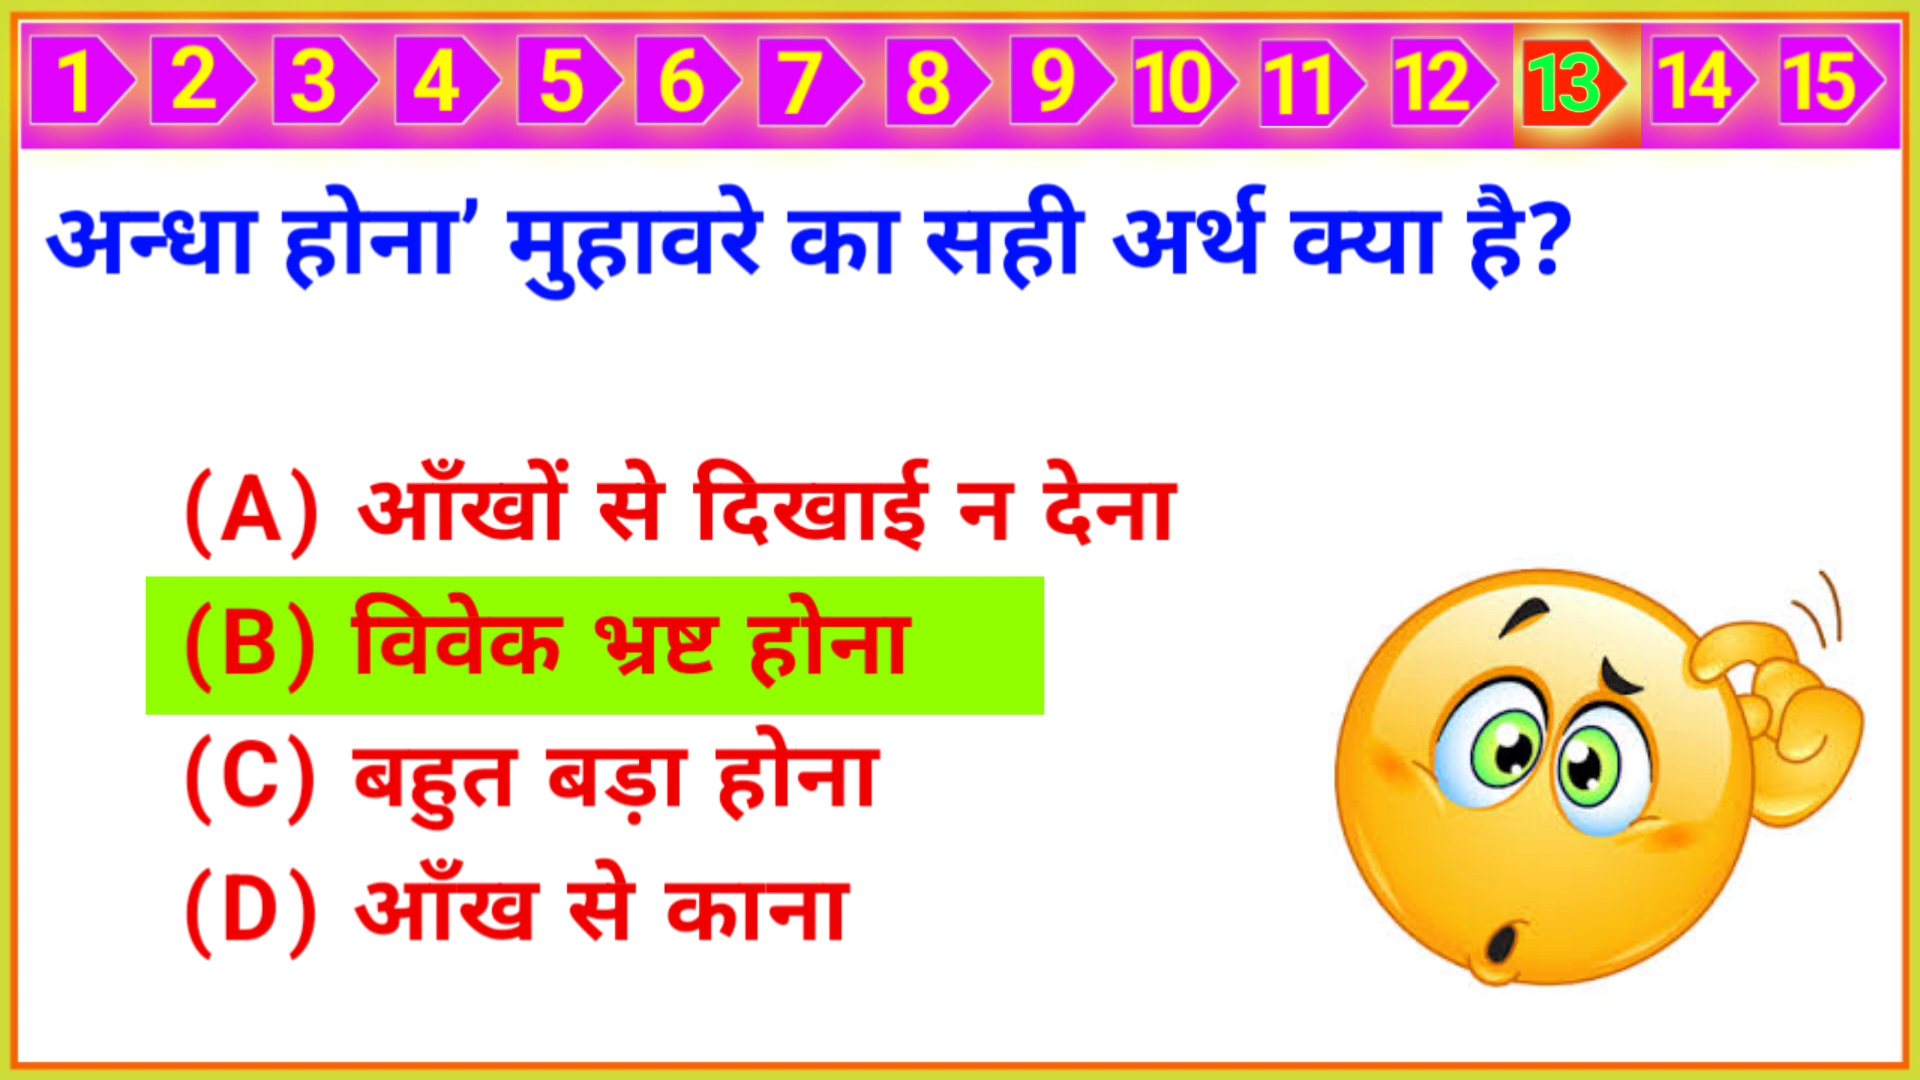 1 2 3 4 5 6 7 8 9 10 11 12 13 14 15
अन्धा होना’ मुहावरे का सही अर्थ क्या है?
(A) आँखों से दिखाई न देना
(B) विवेक भ्रष्ट होना
(C) बहुत बड़ा होना
(D) आँख से काना